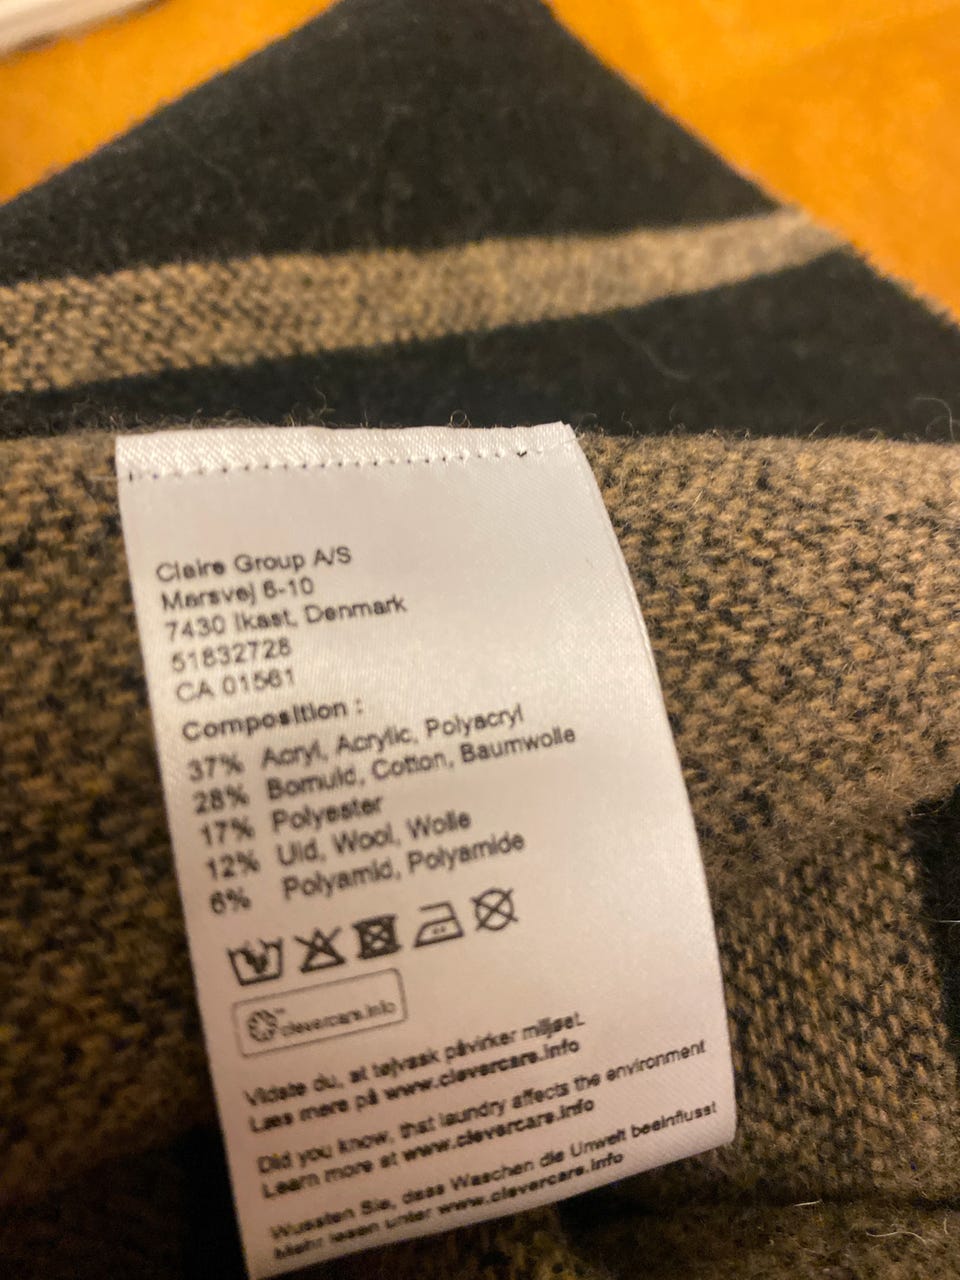 Claire Group A/S
Marsvej 6-10
7430 Ikast, Denmark
51832728
CA 01561
Composition :
37% Acryl, Acrylic, Polyacryl
28% Bomuld, Cotton, Baumwolle
17% Polyester
12% Uld, Wool, Wolle
6% Polyamid, Polyamide
clevercare.info
Vidste du, at tøjvask påvirker miljøet.
Læs mere på www.clevercare.info
Did you know, that laundry affects the environment
Learn more at www.clevercare.info
Wussten Sie, dass Waschen die Umwelt beeinflusst
Mehr lesen unter www.clevercare.info